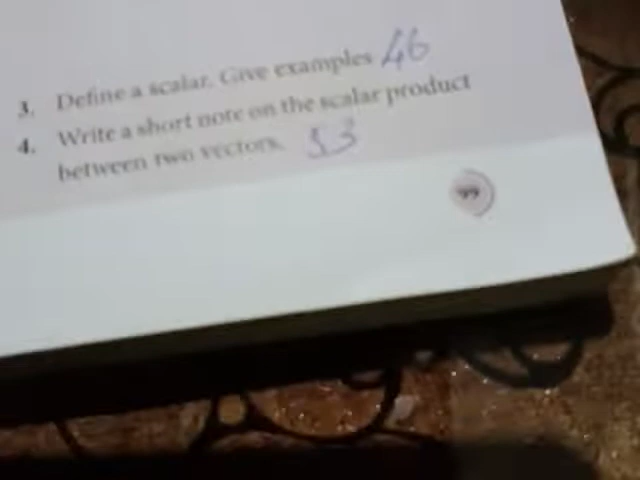 3. Define a scalar. Give examples 46
4. Write a short note on the scalar product
between two vectors. 53
99